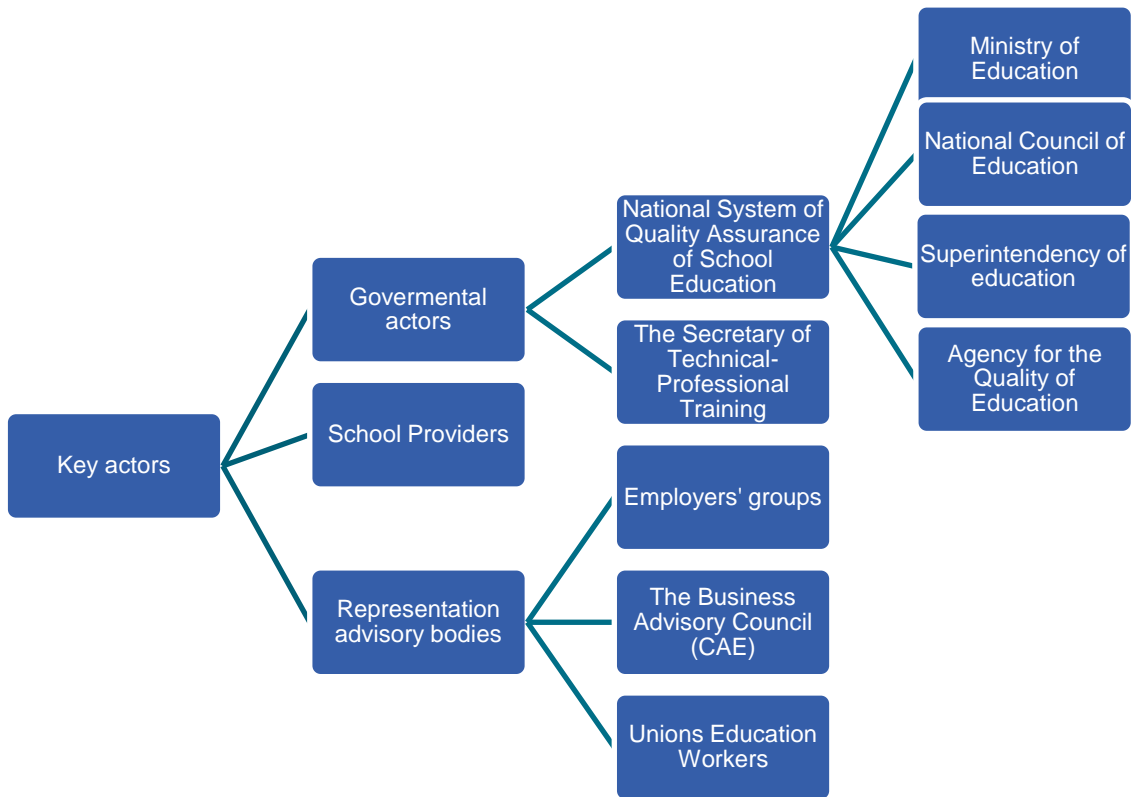 Key actors
Govermental
actors
School Providers
Representation
advisory bodies
National System of
Quality Assurance
of School
Education
The Secretary of
Technical-
Professional
Training
Employers' groups
The Business
Advisory Council
(CAE)
Unions Education
Workers
Ministry of
Education
National Council of
Education
Superintendency of
education
Agency for the
Quality of
Education